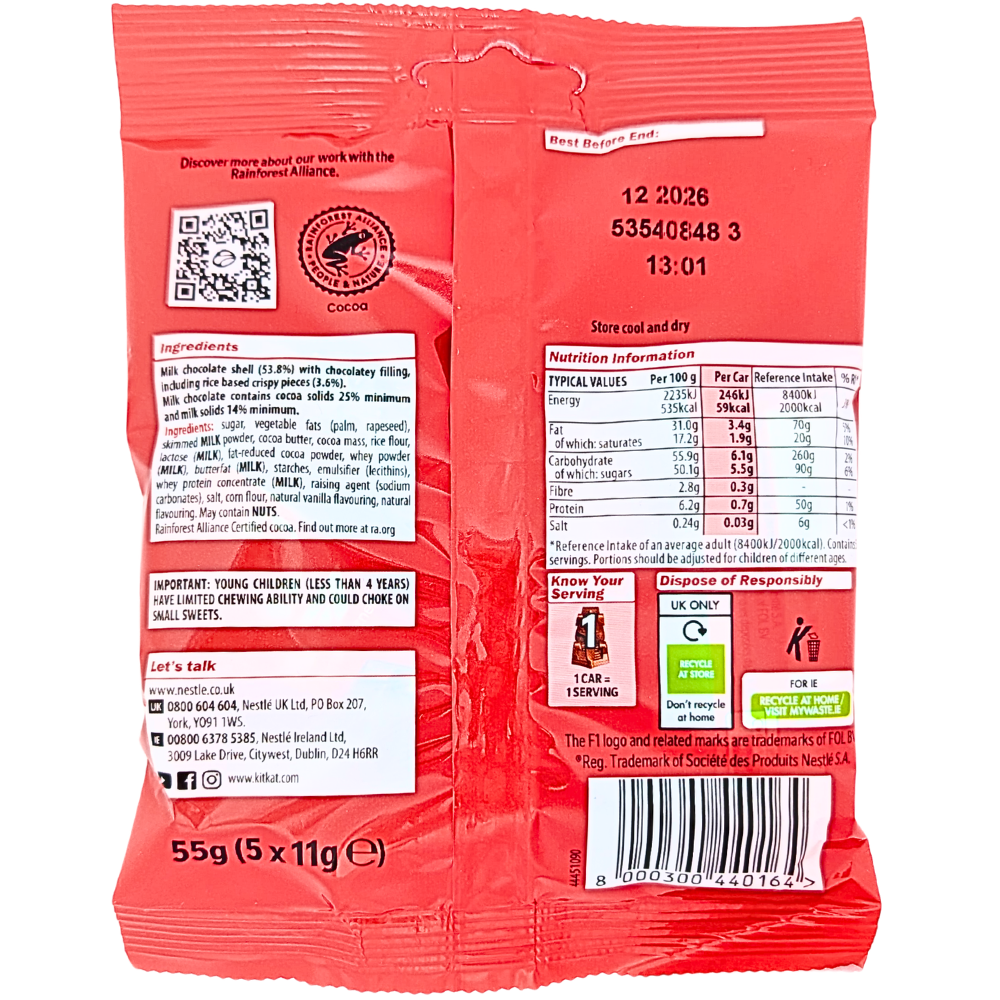 Discover more about our work with the
Rainforest Alliance.
RAINFOREST ALLIANCE
PEOPLE & NATURE
Cocoa
Ingredients
Milk chocolate shell (53.8%) with chocolatey filling,
including rice based crispy pieces (3.6%).
Milk chocolate contains cocoa solids 25% minimum
and milk solids 14% minimum.
Ingredients: sugar, vegetable fats (palm, rapeseed),
skimmed MILK powder, cocoa butter, cocoa mass, rice flour,
lactose (MILK), fat-reduced cocoa powder, whey powder
(MILK), butterfat (MILK), starches, emulsifier (lecithins),
whey protein concentrate (MILK), raising agent (sodium
carbonates), salt, corn flour, natural vanilla flavouring, natural
flavouring. May contain NUTS.
Rainforest Alliance Certified cocoa. Find out more at ra.org
IMPORTANT: YOUNG CHILDREN (LESS THAN 4 YEARS)
HAVE LIMITED CHEWING ABILITY AND COULD CHOKE ON
SMALL SWEETS.
Let's talk
www.nestle.co.uk
UK 0800 604 604, Nestlé UK Ltd, PO Box 207,
York, YO91 1WS.
IE 00800 6378 5385, Nestlé Ireland Ltd,
3009 Lake Drive, Citywest, Dublin, D24 H6RR
www.kitkat.com
55g (5 x 11g ℮)
Best Before End:
12 2026
53540848 3
13:01
Store cool and dry
Nutrition Information
TYPICAL VALUES Per 100 g Per Car Reference Intake
Energy 2235kJ 246kJ 8400kJ
535kcal 59kcal 2000kcal
Fat 31.0g 3.4g 70g 5%
of which: saturates 17.2g 1.9g 20g 10%
Carbohydrate 55.9g 6.1g 260g 2%
of which: sugars 50.1g 5.5g 90g 6%
Fibre 2.8g 0.3g - -
Protein 6.2g 0.7g 50g 1%
Salt 0.24g 0.03g 6g <1%
*Reference Intake of an average adult (8400kJ/2000kcal). Contains
servings. Portions should be adjusted for children of different ages.
Know Your
Serving
1
1 CAR =
1 SERVING
Dispose of Responsibly
UK ONLY
RECYCLE
AT STORE
Don't recycle
at home
FOR IE
RECYCLE AT HOME/
VISIT MYWASTE.IE
The F1 logo and related marks are trademarks of FOL BV
®Reg. Trademark of Société des Produits Nestlé S.A.
44451090
8 000300 440164 >